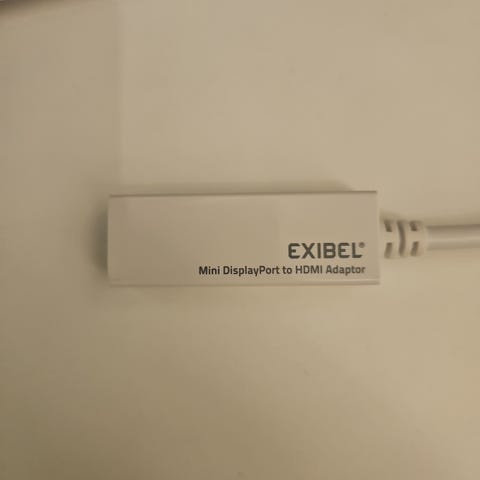 EXIBEL®
Mini DisplayPort to HDMI Adaptor